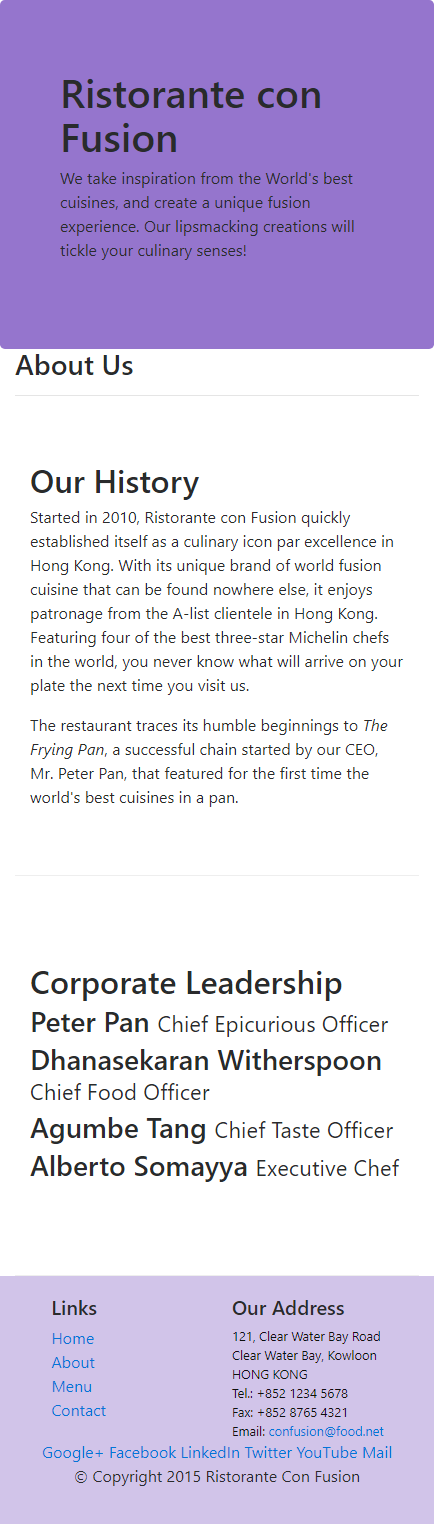 Ristorante con
Fusion
We take inspiration from the World's best
cuisines, and create a unique fusion
experience. Our lipsmacking creations will
tickle your culinary senses!
About Us
Our History
Started in 2010, Ristorante con Fusion quickly
established itself as a culinary icon par excellence in
Hong Kong. With its unique brand of world fusion
cuisine that can be found nowhere else, it enjoys
patronage from the A-list clientele in Hong Kong.
Featuring four of the best three-star Michelin chefs
in the world, you never know what will arrive on your
plate the next time you visit us.
The restaurant traces its humble beginnings to The
Frying Pan, a successful chain started by our CEO,
Mr. Peter Pan, that featured for the first time the
world's best cuisines in a pan.
Corporate Leadership
Peter Pan Chief Epicurious Officer
Dhanasekaran Witherspoon
Chief Food Officer
Agumbe Tang Chief Taste Officer
Alberto Somayya Executive Chef
Links
Home
About
Menu
Contact
Our Address
121, Clear Water Bay Road
Clear Water Bay, Kowloon
HONG KONG
Tel.: +852 1234 5678
Fax: +852 8765 4321
Email: confusion@food.net
Google+ Facebook LinkedIn Twitter YouTube Mail
© Copyright 2015 Ristorante Con Fusion